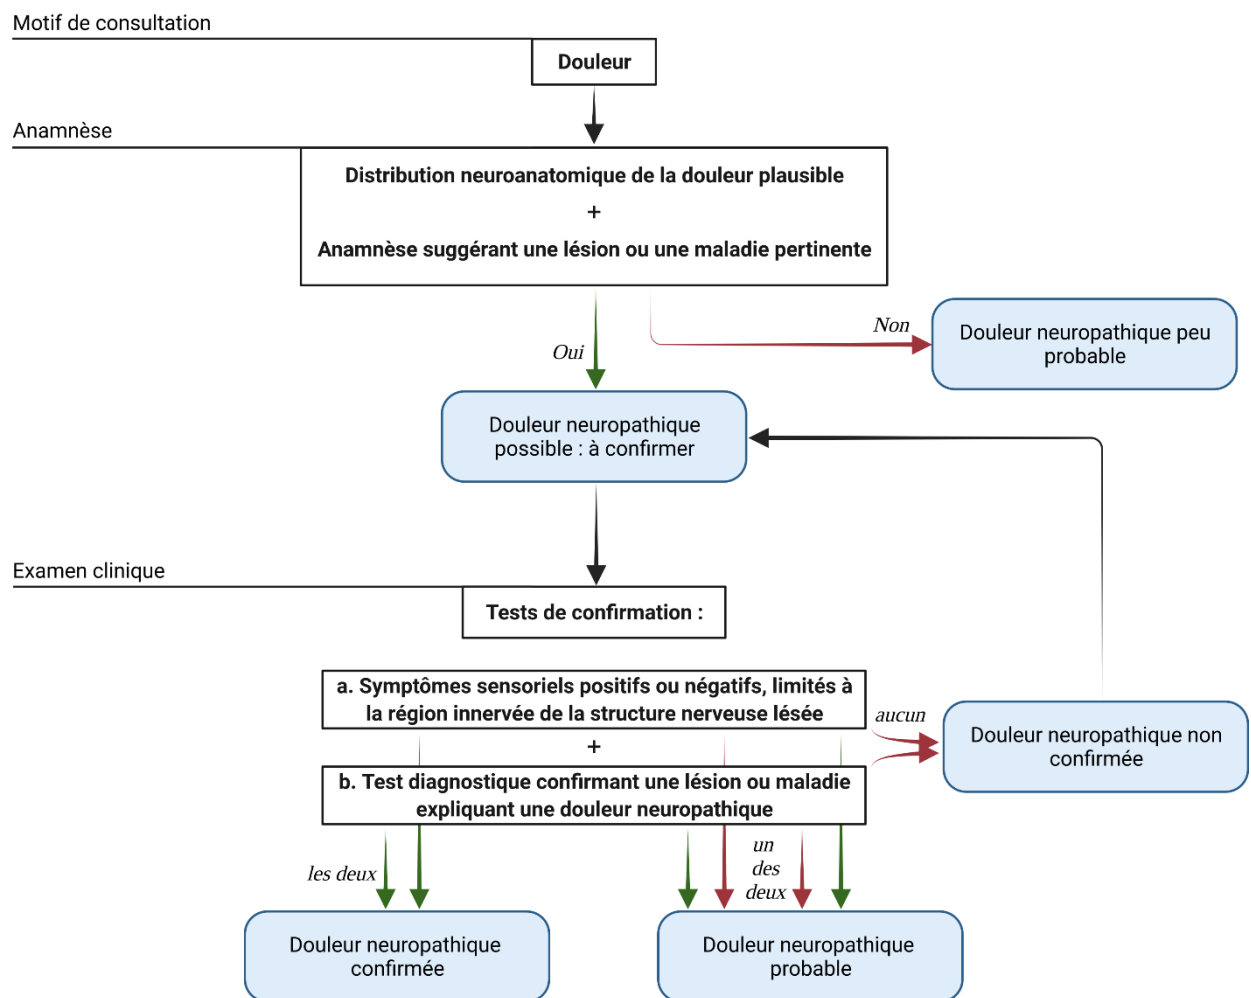 Motif de consultation
Douleur
Anamnèse
Distribution neuroanatomique de la douleur plausible
+
Anamnèse suggérant une lésion ou une maladie pertinente
Non
Douleur neuropathique peu
probable
Oui
Douleur neuropathique
possible : à confirmer
Examen clinique
Tests de confirmation :
a. Symptômes sensoriels positifs ou négatifs, limités à
la région innervée de la structure nerveuse lésée
+
b. Test diagnostique confirmant une lésion ou maladie
expliquant une douleur neuropathique
aucun
Douleur neuropathique non
confirmée
les deux
un
des
deux
Douleur neuropathique
confirmée
Douleur neuropathique
probable